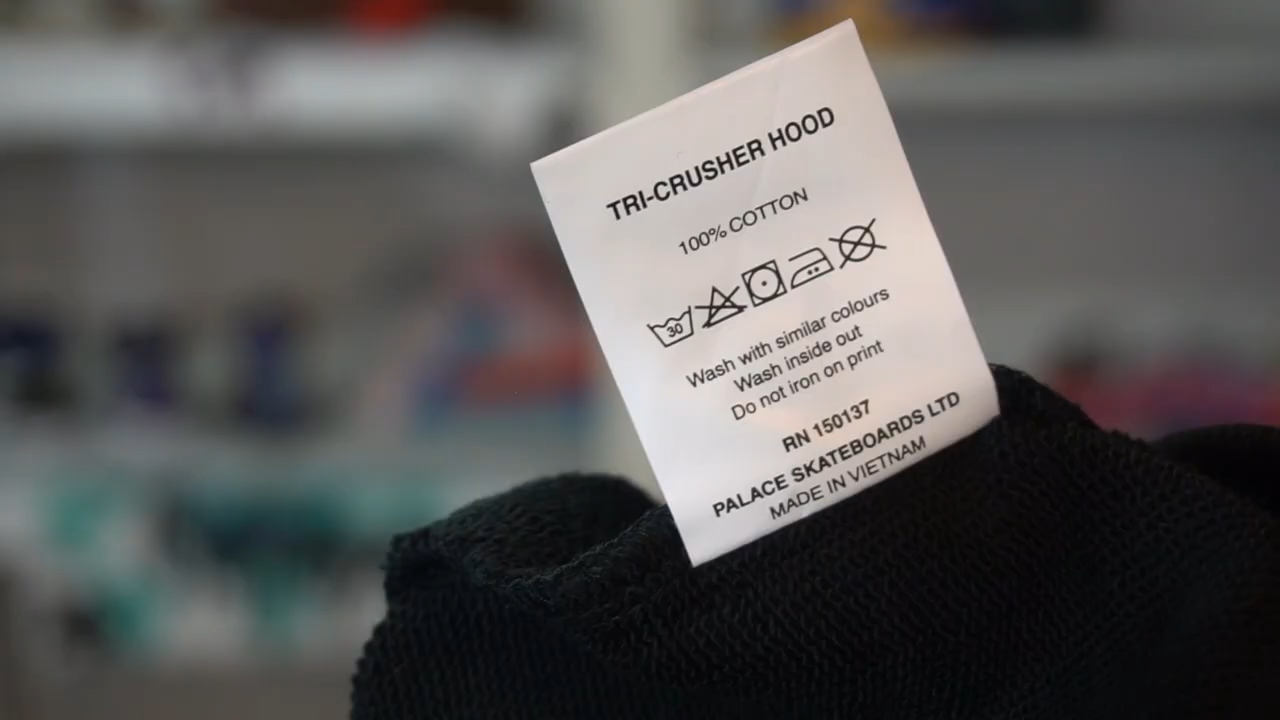 TRI-CRUSHER HOOD
100% COTTON
30
Wash with similar colours
Wash inside out
Do not iron on print
RN 150137
PALACE SKATEBOARDS LTD
MADE IN VIETNAM